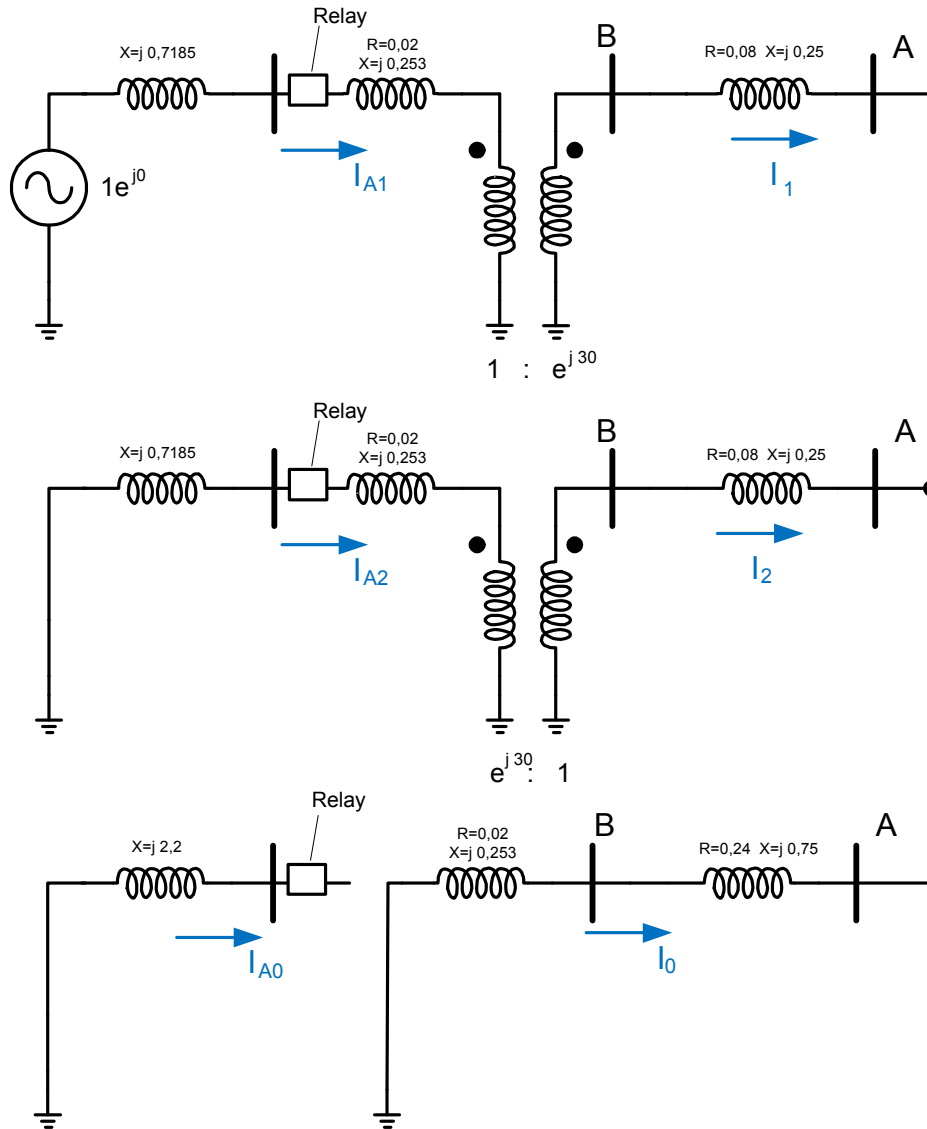 Relay
X=j 0,7185
R=0,02
X=j 0,253
B
R=0,08 X=j 0,25
A
1e^j0
I_A1
I_1
1 : e^j 30
Relay
X=j 0,7185
R=0,02
X=j 0,253
B
R=0,08 X=j 0,25
A
I_A2
I_2
e^j 30 : 1
Relay
X=j 2,2
R=0,02
X=j 0,253
B
R=0,24 X=j 0,75
A
I_A0
I_0